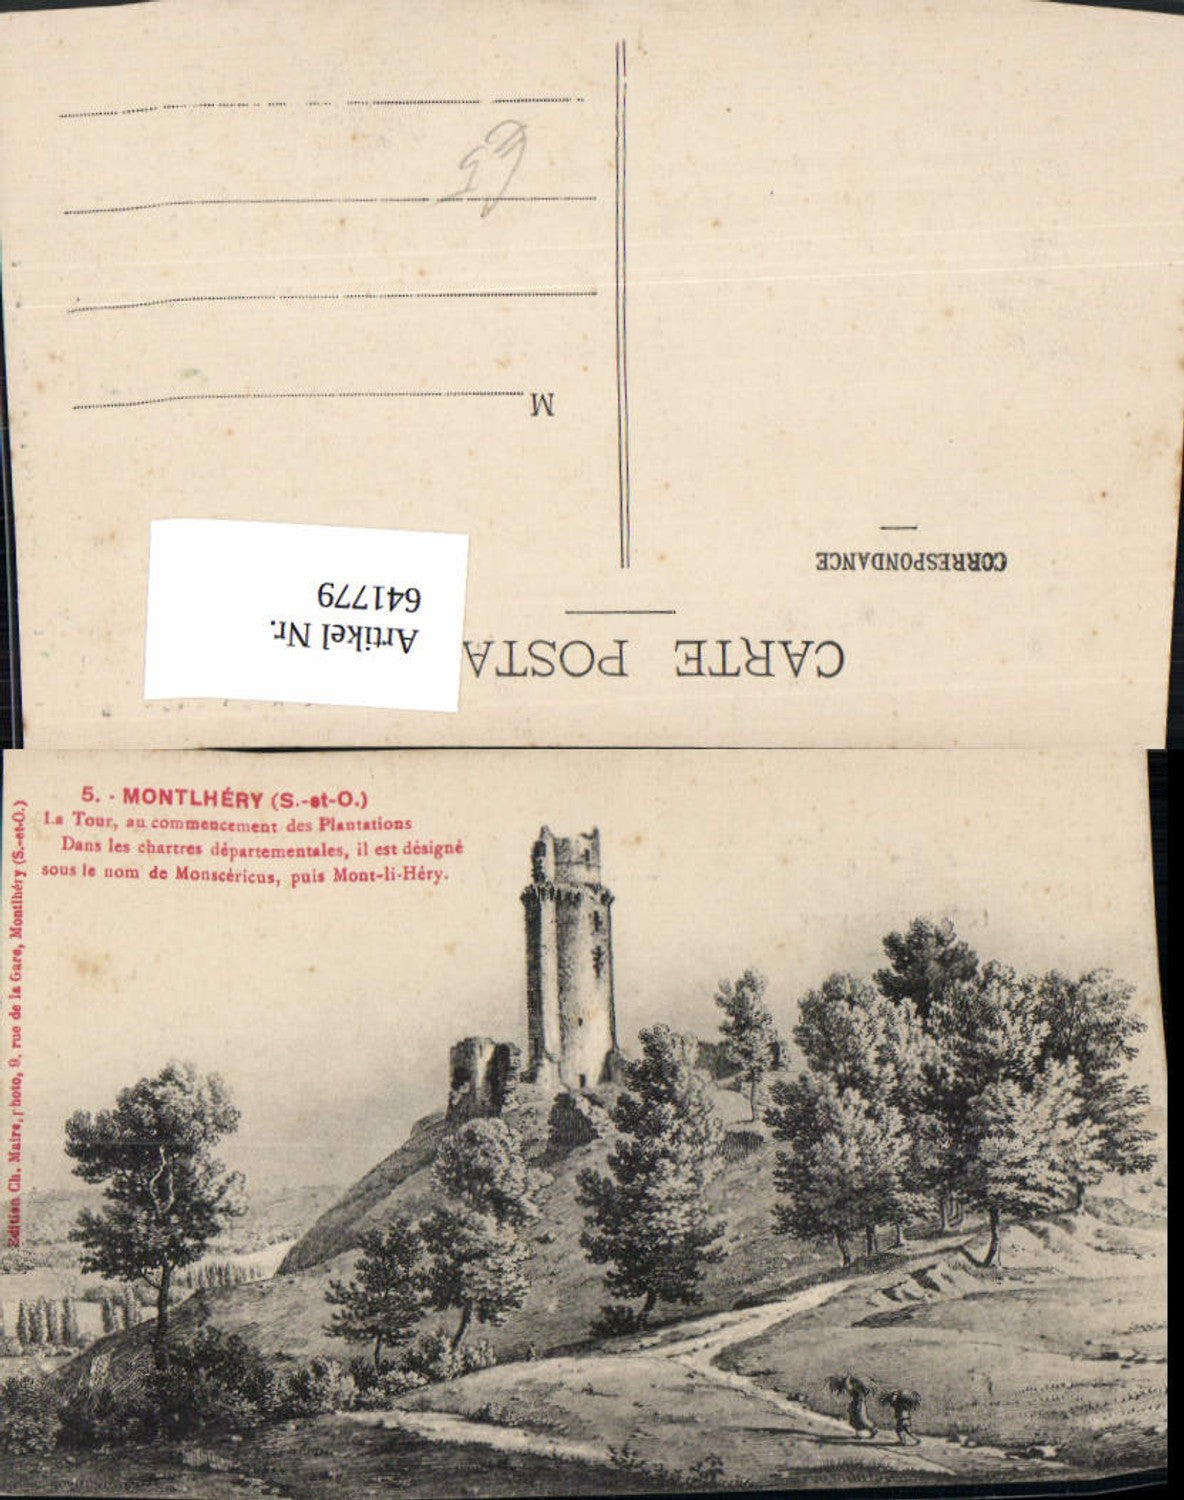 CARTE POSTA
CORRESPONDANCE
M
Artikel Nr.
641779
5. - MONTLHÉRY (S.-et-O.)
La Tour, au commencement des Plantations
Dans les chartres départementales, il est désigné
sous le nom de Monscéricus, puis Mont-li-Héry.
Edition Ch. Maire, photo, 9, rue de la Gare, Montlhéry (S.-et-O.)